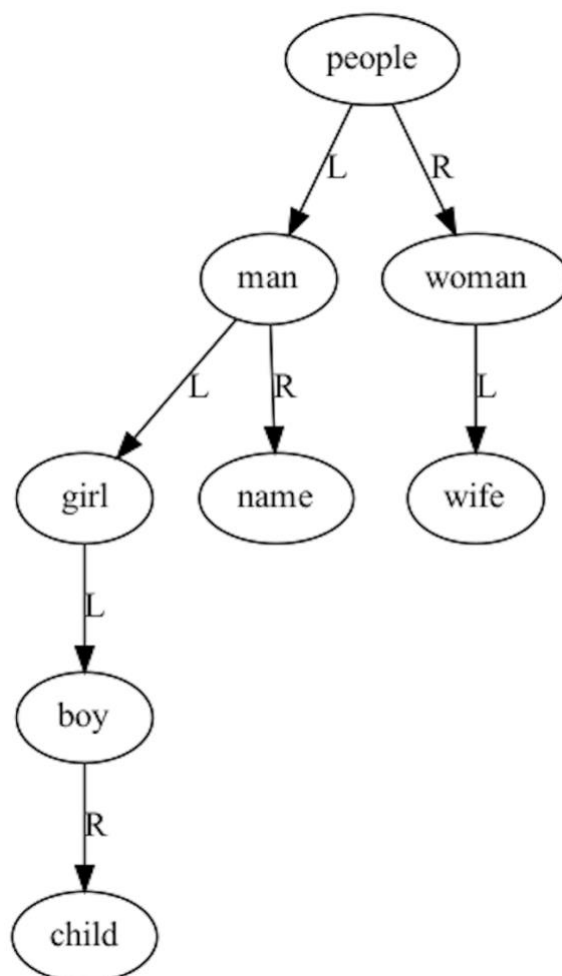 people
L R
man woman
L R L
girl name wife
L
boy
R
child